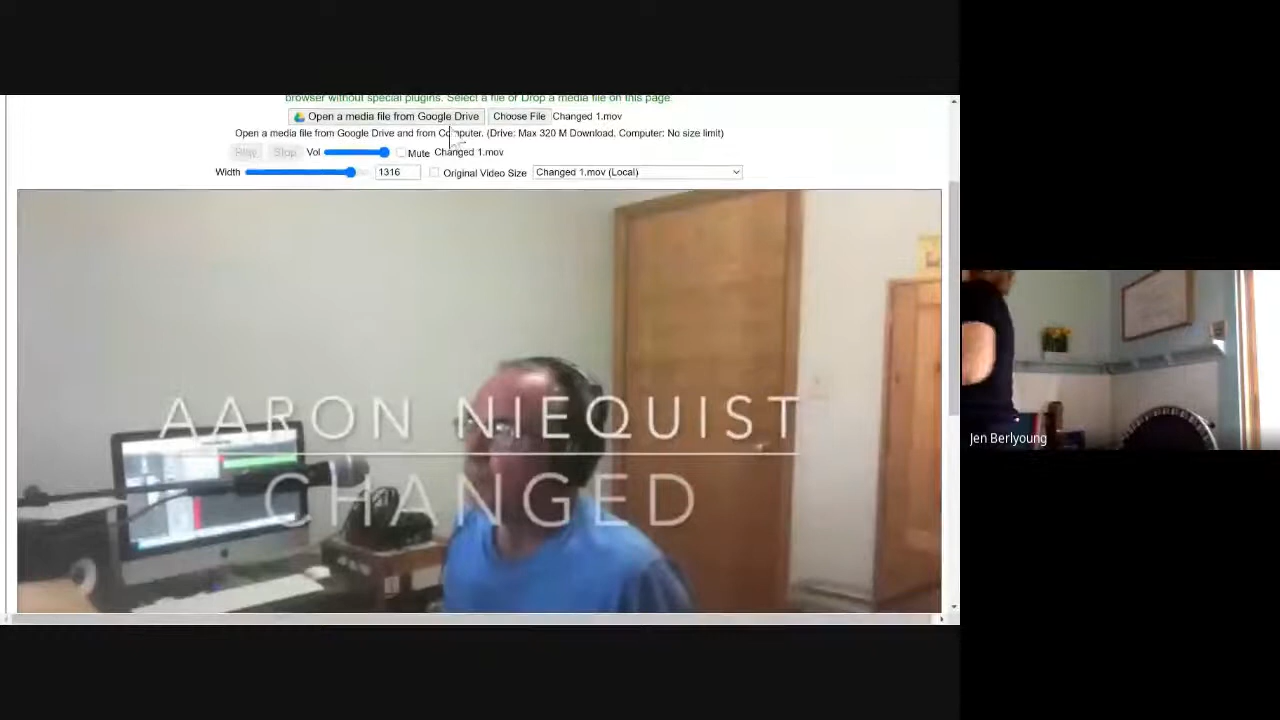 browser without special plugins. Select a file or Drop a media file on this page.
Open a media file from Google Drive Choose File Changed 1.mov
Open a media file from Google Drive and from Computer. (Drive: Max 320 M Download. Computer: No size limit)
Play Stop Vol Mute Changed 1.mov
Width 1316 Original Video Size Changed 1.mov (Local)
AARON NIEQUIST
CHANGED
Jen Berlyoung